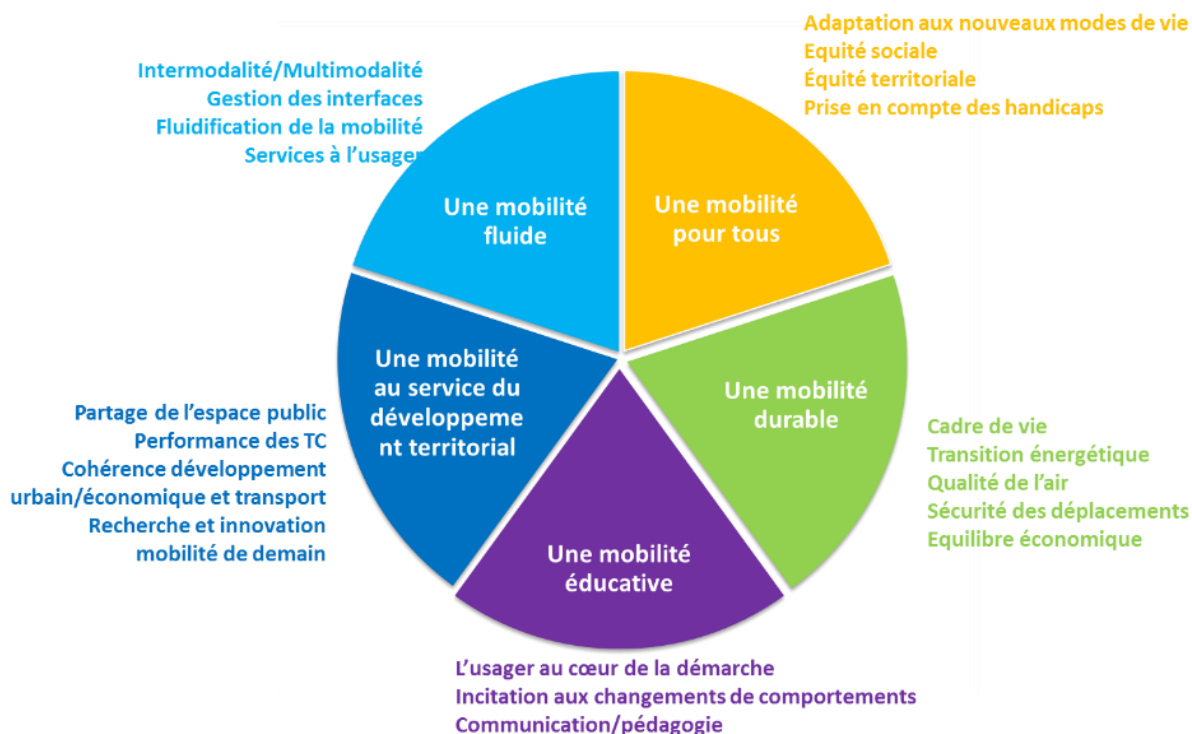 Adaptation aux nouveaux modes de vie
Equité sociale
Équité territoriale
Prise en compte des handicaps
Intermodalité/Multimodalité
Gestion des interfaces
Fluidification de la mobilité
Services à l'usager
Une mobilité
fluide
Une mobilité
pour tous
Une mobilité
au service du
développeme
nt territorial
Une mobilité
durable
Partage de l'espace public
Performance des TC
Cohérence développement
urbain/économique et transport
Recherche et innovation
mobilité de demain
Cadre de vie
Transition énergétique
Qualité de l'air
Sécurité des déplacements
Equilibre économique
Une mobilité
éducative
L'usager au cœur de la démarche
Incitation aux changements de comportements
Communication/pédagogie